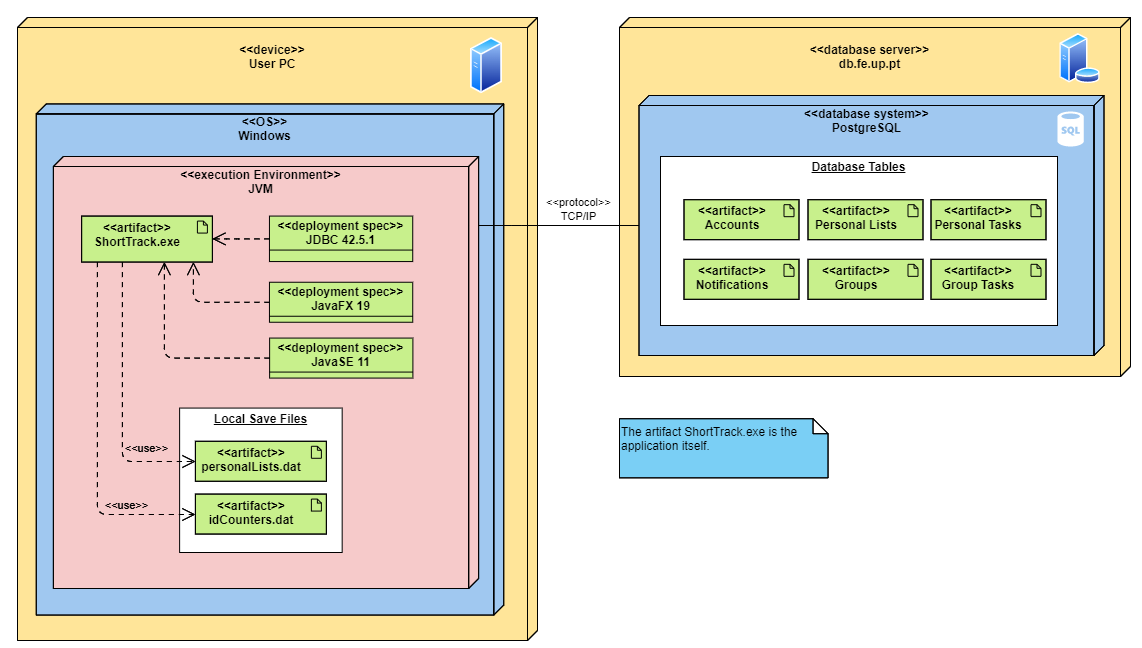 <<device>>
User PC
<<OS>>
Windows
<<execution Environment>>
JVM
<<artifact>>
ShortTrack.exe
<<deployment spec>>
JDBC 42.5.1
<<deployment spec>>
JavaFX 19
<<deployment spec>>
JavaSE 11
Local Save Files
<<use>>
<<artifact>>
personalLists.dat
<<use>>
<<artifact>>
idCounters.dat
<<protocol>>
TCP/IP
<<database server>>
db.fe.up.pt
<<database system>>
PostgreSQL
SQL
Database Tables
<<artifact>>
Accounts
<<artifact>>
Personal Lists
<<artifact>>
Personal Tasks
<<artifact>>
Notifications
<<artifact>>
Groups
<<artifact>>
Group Tasks
The artifact ShortTrack.exe is the
application itself.